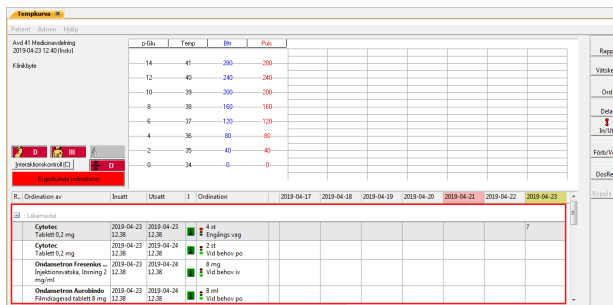 Tempkurva
Patient Admin Hjälp
Avd 41 Medicinavdelning
2019-04-23 12.40 (Inskr)
Klinikbyte
p-Glu Temp Bltr Puls
14 41 280 280
12 40 240 240
10 39 200 200
8 38 160 160
6 37 120 120
4 36 80 80
2 35 40 40
0 34 0 0
D III
Interaktionskontroll (C) D
Ej godkända ordinationer
Rapp
Vätske
Ord
Dela
In/Ut
Förb/V
DosRe
Koppla
R.. Ordination av Insatt Utsatt I Ordination 2019-04-17 2019-04-18 2019-04-19 2019-04-20 2019-04-21 2019-04-22 2019-04-23
: Läkemedel
Cytotec 2019-04-23 2019-04-23 4 st ?
Tablett 0,2 mg 12.38 12.38 Engångs vag
Cytotec 2019-04-23 2019-04-24 2 st
Tablett 0,2 mg 12.38 12.38 Vid behov po
Ondansetron Fresenius ... 2019-04-23 2019-04-24 8 mg
Injektionsvätska, lösning 2 12.38 12.38 Vid behov iv
mg/ml
Ondansetron Aurobindo 2019-04-23 2019-04-24 8 ml
Filmdragerad tablett 8 mg 12.38 12.38 Vid behov po